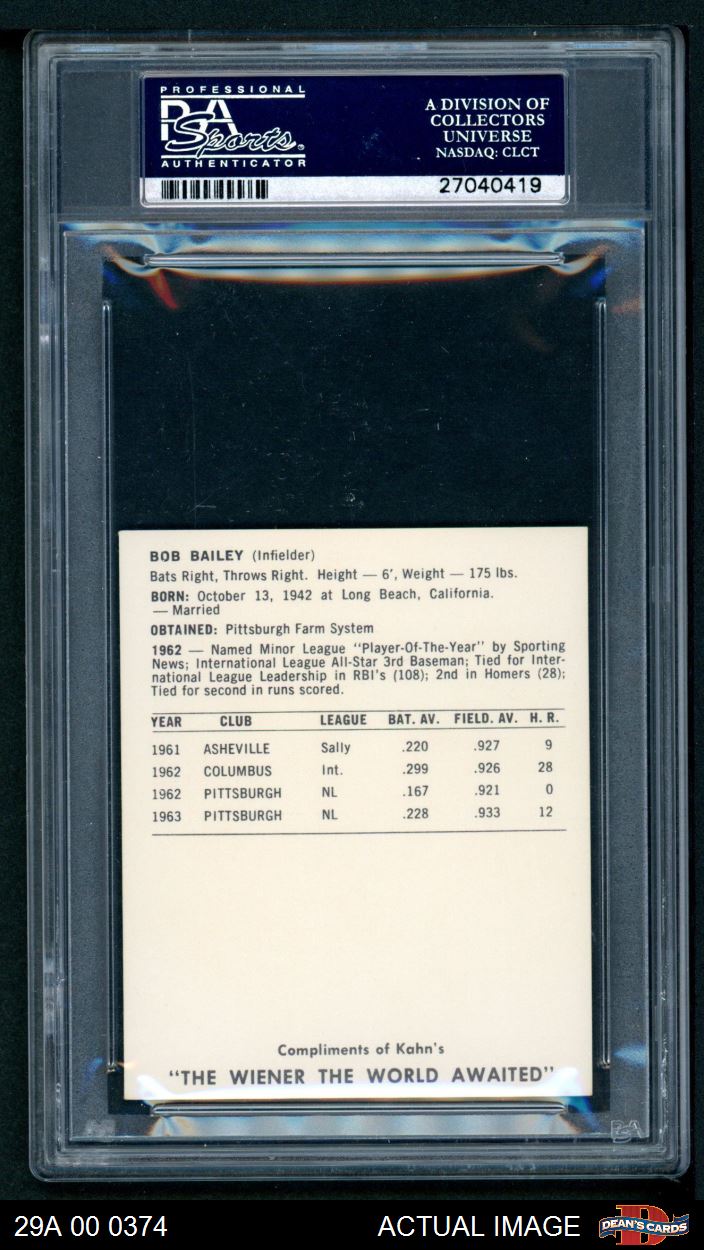 PROFESSIONAL
PSA
Sports
AUTHENTICATOR
A DIVISION OF
COLLECTORS
UNIVERSE
NASDAQ: CLCT
27040419
BOB BAILEY (Infielder)
Bats Right, Throws Right. Height — 6', Weight — 175 lbs.
BORN: October 13, 1942 at Long Beach, California.
— Married
OBTAINED: Pittsburgh Farm System
1962 — Named Minor League "Player-Of-The-Year" by Sporting
News; International League All-Star 3rd Baseman; Tied for Inter-
national League Leadership in RBI's (108); 2nd in Homers (28);
Tied for second in runs scored.
YEAR CLUB LEAGUE BAT. AV. FIELD. AV. H. R.
1961 ASHEVILLE Sally .220 .927 9
1962 COLUMBUS Int. .299 .926 28
1962 PITTSBURGH NL .167 .921 0
1963 PITTSBURGH NL .228 .933 12
Compliments of Kahn's
"THE WIENER THE WORLD AWAITED"
PSA
29A 00 0374 ACTUAL IMAGE
D
DEAN'S CARDS